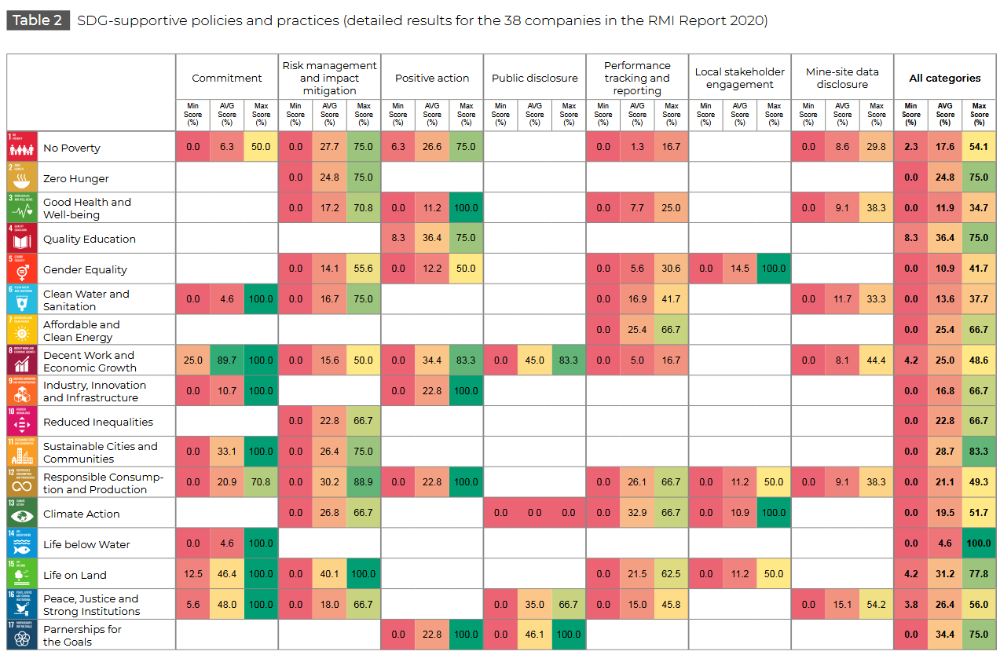 Table 2 SDG-supportive policies and practices (detailed results for the 38 companies in the RMI Report 2020)
Commitment Risk management and impact mitigation Positive action Public disclosure Performance tracking and reporting Local stakeholder engagement Mine-site data disclosure All categories
Min Score (%) AVG Score (%) Max Score (%) Min Score (%) AVG Score (%) Max Score (%) Min Score (%) AVG Score (%) Max Score (%) Min Score (%) AVG Score (%) Max Score (%) Min Score (%) AVG Score (%) Max Score (%) Min Score (%) AVG Score (%) Max Score (%) Min Score (%) AVG Score (%) Max Score (%) Min Score (%) AVG Score (%) Max Score (%)
1 No Poverty 0.0 6.3 50.0 0.0 27.7 75.0 6.3 26.6 75.0 0.0 1.3 16.7 0.0 8.6 29.8 2.3 17.6 54.1
2 Zero Hunger 0.0 24.8 75.0 0.0 24.8 75.0
3 Good Health and Well-being 0.0 17.2 70.8 0.0 11.2 100.0 0.0 7.7 25.0 0.0 9.1 38.3 0.0 11.9 34.7
4 Quality Education 8.3 36.4 75.0 8.3 36.4 75.0
5 Gender Equality 0.0 14.1 55.6 0.0 12.2 50.0 0.0 5.6 30.6 0.0 14.5 100.0 0.0 10.9 41.7
6 Clean Water and Sanitation 0.0 4.6 100.0 0.0 16.7 75.0 0.0 16.9 41.7 0.0 11.7 33.3 0.0 13.6 37.7
7 Affordable and Clean Energy 0.0 25.4 66.7 0.0 25.4 66.7
8 Decent Work and Economic Growth 25.0 89.7 100.0 0.0 15.6 50.0 0.0 34.4 83.3 0.0 45.0 83.3 0.0 5.0 16.7 0.0 8.1 44.4 4.2 25.0 48.6
9 Industry, Innovation and Infrastructure 0.0 10.7 100.0 0.0 22.8 100.0 0.0 16.8 66.7
10 Reduced Inequalities 0.0 22.8 66.7 0.0 22.8 66.7
11 Sustainable Cities and Communities 0.0 33.1 100.0 0.0 26.4 75.0 0.0 28.7 83.3
12 Responsible Consump-tion and Production 0.0 20.9 70.8 0.0 30.2 88.9 0.0 22.8 100.0 0.0 26.1 66.7 0.0 11.2 50.0 0.0 9.1 38.3 0.0 21.1 49.3
13 Climate Action 0.0 26.8 66.7 0.0 0 0 0.0 0.0 32.9 66.7 0.0 10.9 100.0 0.0 19.5 51.7
14 Life below Water 0.0 4.6 100.0 0.0 4.6 100.0
15 Life on Land 12.5 46.4 100.0 0.0 40.1 100.0 0.0 21.5 62.5 0.0 11.2 50.0 4.2 31.2 77.8
16 Peace, Justice and Strong Institutions 5.6 48.0 100.0 0.0 18.0 66.7 0.0 35.0 66.7 0.0 15.0 45.8 0.0 15.1 54.2 3.8 26.4 56.0
17 Parnerships for the Goals 0.0 22.8 100.0 0.0 46.1 100.0 0.0 34.4 75.0